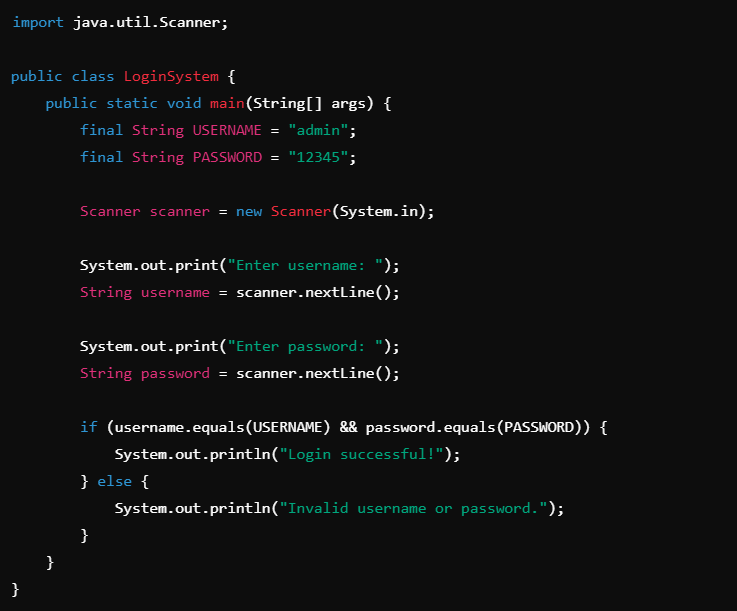 import java.util.Scanner;
public class LoginSystem {
public static void main(String[] args) {
final String USERNAME = "admin";
final String PASSWORD = "12345";
Scanner scanner = new Scanner(System.in);
System.out.print("Enter username: ");
String username = scanner.nextLine();
System.out.print("Enter password: ");
String password = scanner.nextLine();
if (username.equals(USERNAME) && password.equals(PASSWORD)) {
System.out.println("Login successful!");
} else {
System.out.println("Invalid username or password.");
}
}
}